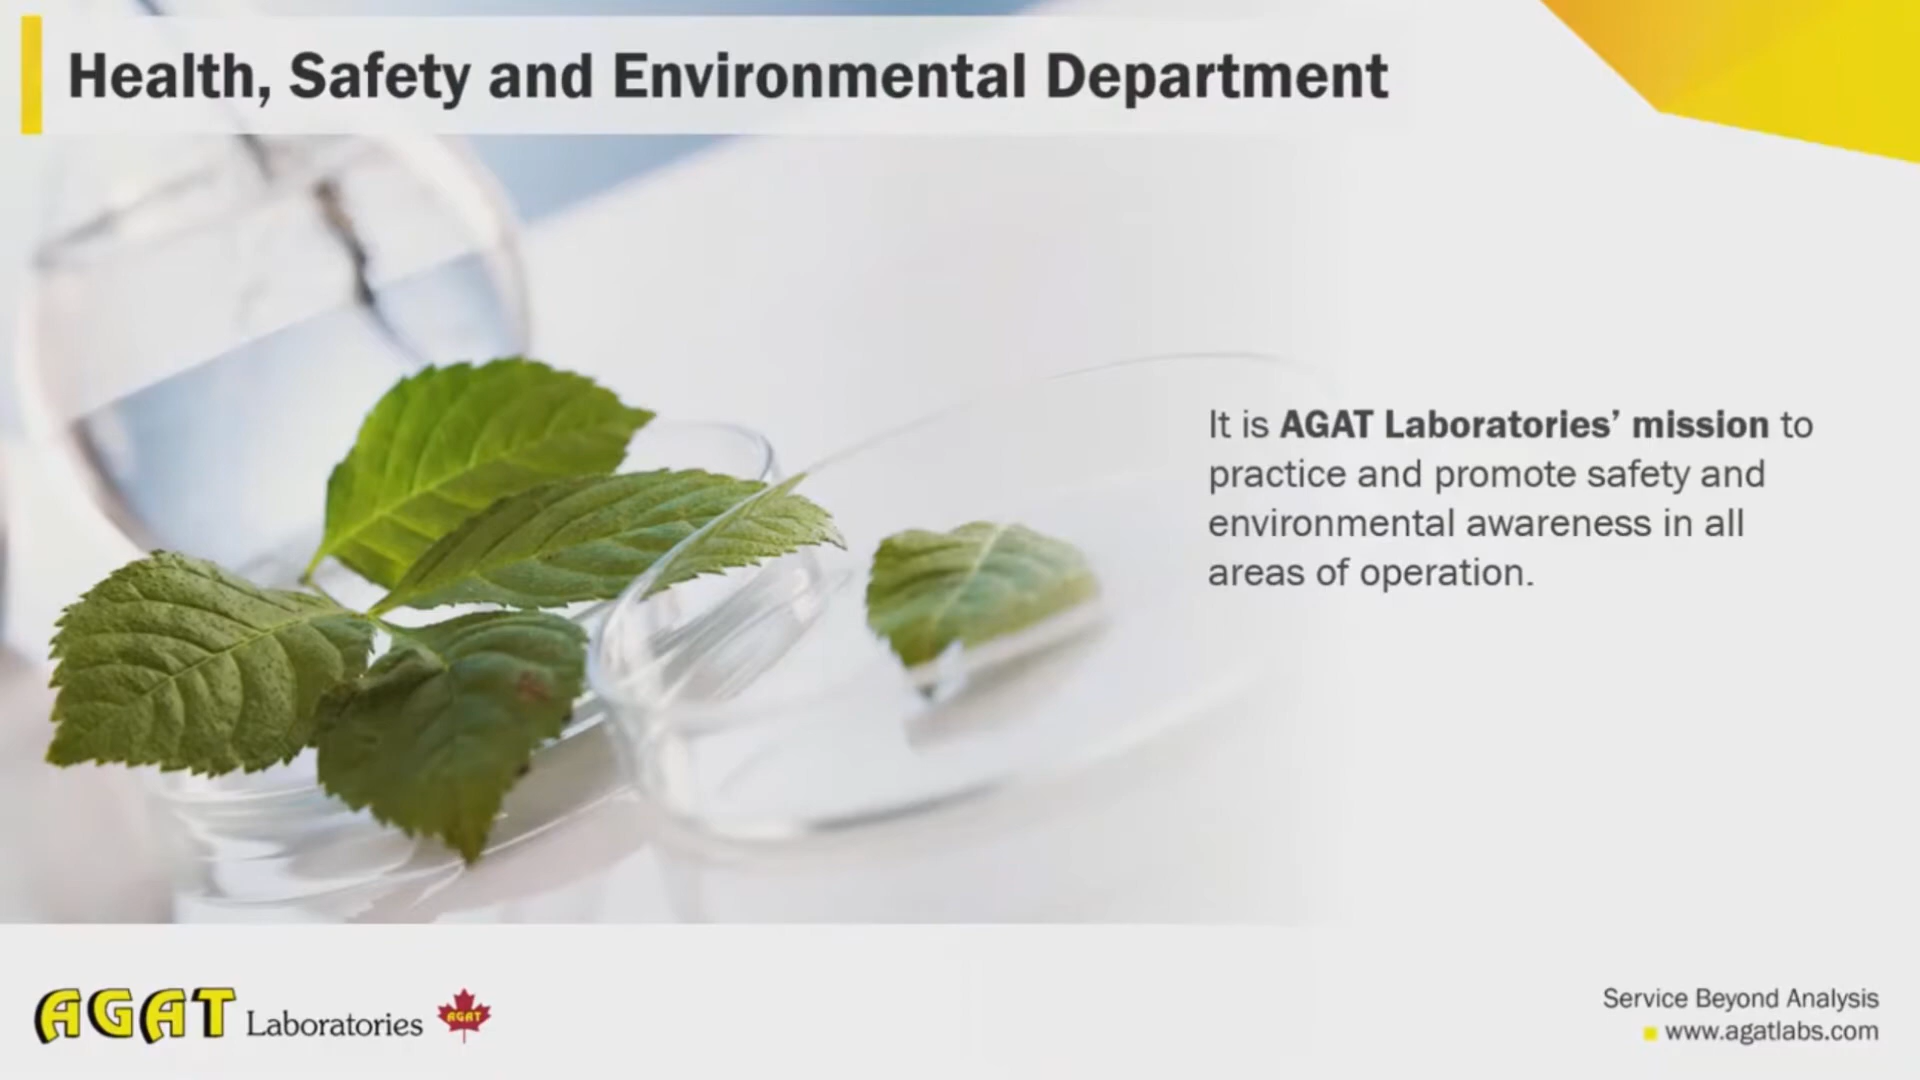 Health, Safety and Environmental Department
It is AGAT Laboratories’ mission to
practice and promote safety and
environmental awareness in all
areas of operation.
AGAT Laboratories AGAT
Service Beyond Analysis
www.agatlabs.com